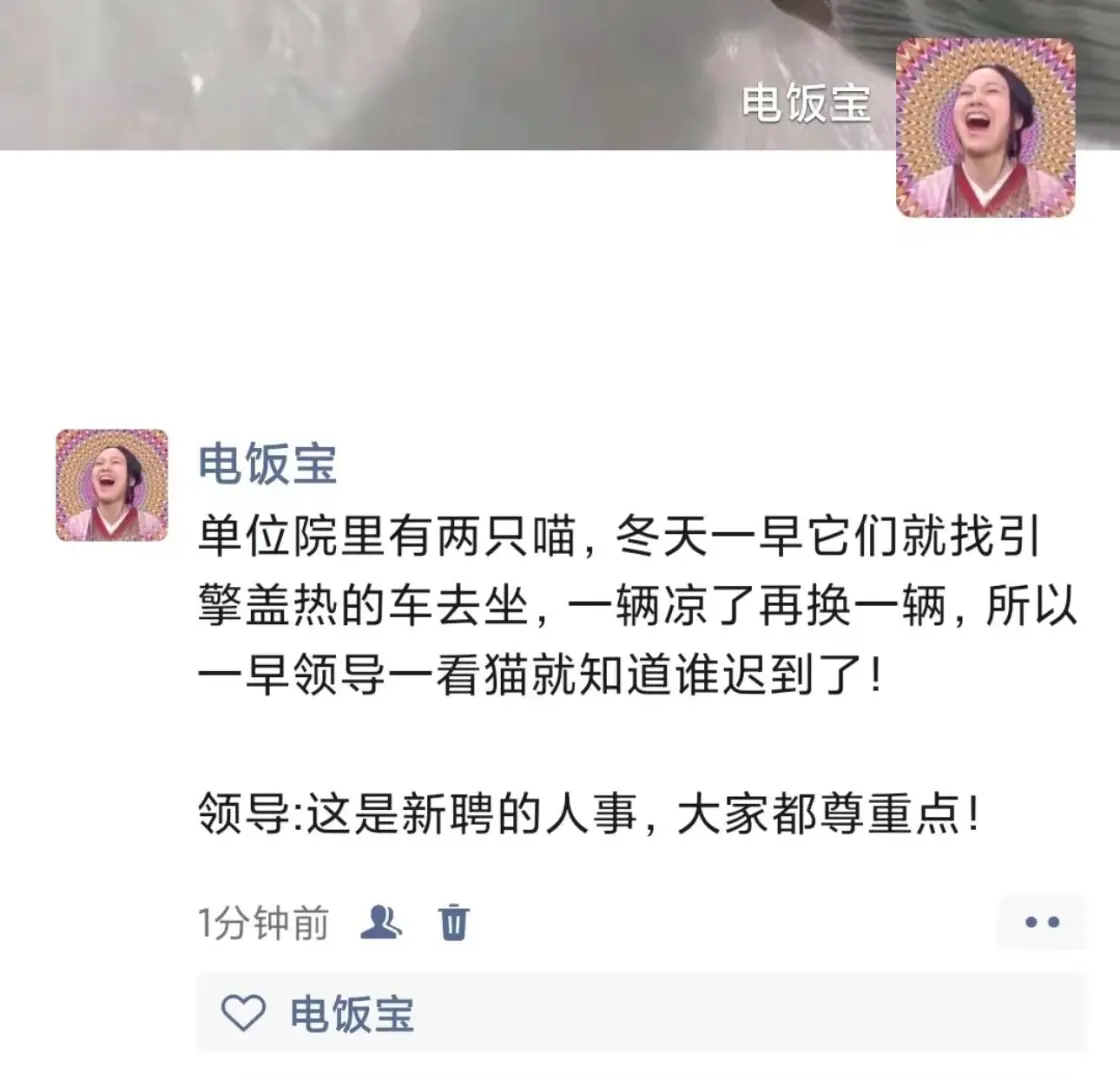 电饭宝
电饭宝
单位院里有两只喵，冬天一早它们就找引
擎盖热的车去坐，一辆凉了再换一辆，所以
一早领导一看猫就知道谁迟到了！
领导:这是新聘的人事，大家都尊重点！
1分钟前
电饭宝